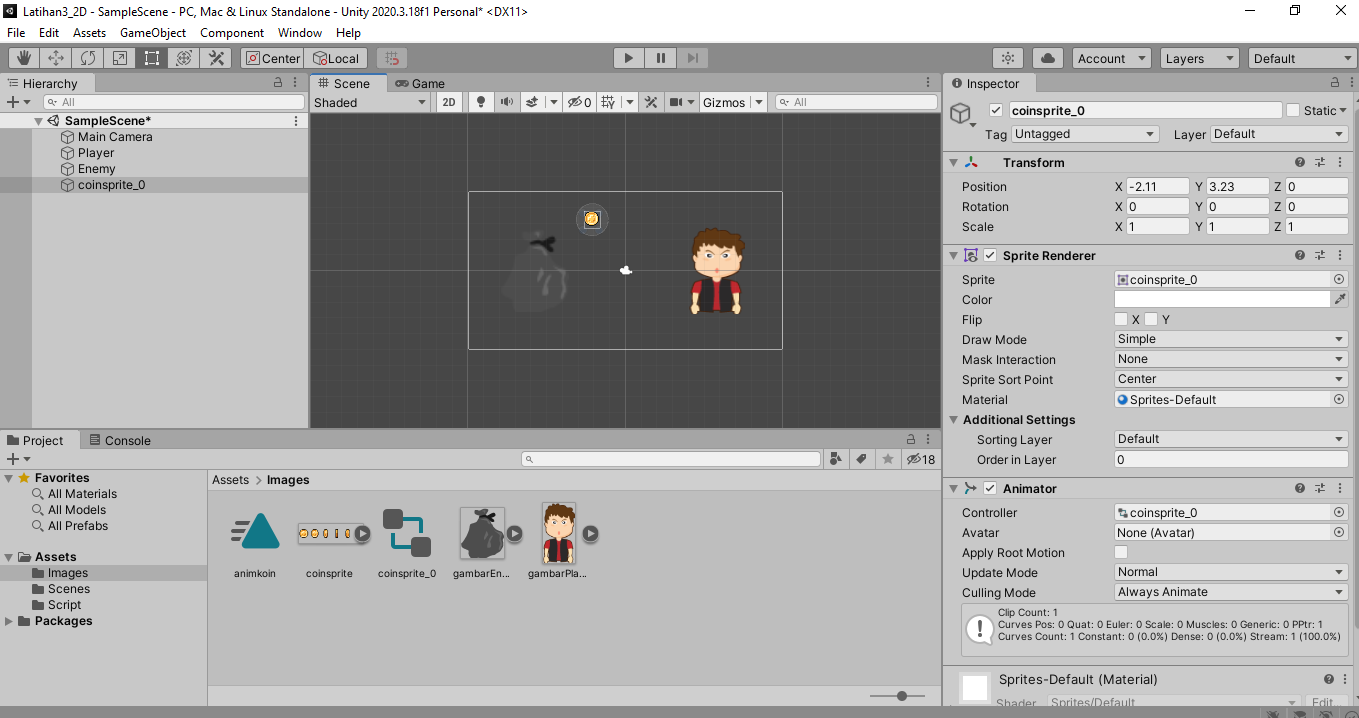 Latihan3_2D - SampleScene - PC, Mac & Linux Standalone - Unity 2020.3.18f1 Personal* <DX11>
File Edit Assets GameObject Component Window Help
Center Local Account Layers Default
Hierarchy
All
SampleScene*
Main Camera
Player
Enemy
coinsprite_0
Scene Game
Shaded 2D 0 Gizmos All
Inspector
coinsprite_0 Static
Tag Untagged Layer Default
Transform
Position X -2.11 Y 3.23 Z 0
Rotation X 0 Y 0 Z 0
Scale X 1 Y 1 Z 1
Sprite Renderer
Sprite coinsprite_0
Color
Flip X Y
Draw Mode Simple
Mask Interaction None
Sprite Sort Point Center
Material Sprites-Default
Additional Settings
Sorting Layer Default
Order in Layer 0
Animator
Controller coinsprite_0
Avatar None (Avatar)
Apply Root Motion
Update Mode Normal
Culling Mode Always Animate
Clip Count: 1
Curves Pos: 0 Quat: 0 Euler: 0 Scale: 0 Muscles: 0 Generic: 0 PPtr: 1
Curves Count: 1 Constant: 0 (0.0%) Dense: 0 (0.0%) Stream: 1 (100.0%)
Sprites-Default (Material)
Shader Sprites/Default Edit...
Project Console
18
Favorites
All Materials
All Models
All Prefabs
Assets
Images
Scenes
Script
Packages
Assets > Images
animkoin coinsprite coinsprite_0 gambarEn... gambarPla...